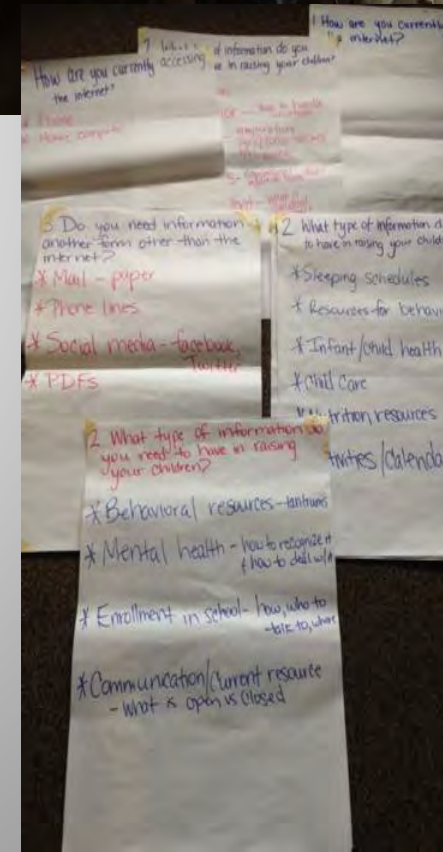 How are you currently
internet?
of information do you
in raising your children?
How are you currently accessing
the internet?
Phone
Home computer
3 Do you need information
another form other than the
internet?
* Mail - paper
* Phone lines
* Social media - facebook,
Twitter
* PDFs
2 What type of information d
to have in raising your child
* Sleeping schedules
* Resources for behavi
* Infant/child health
* Child Care
Nutrition, resources
tivities/Calenda
2 What type of information do
you need to have in raising
your children?
* Behavioral resources - tantrums
* Mental health - how to recognize it
& how to deal w/it
* Enrollment in school - how, who to
talk to, where
* Communication/Current resource
- What is open vs closed